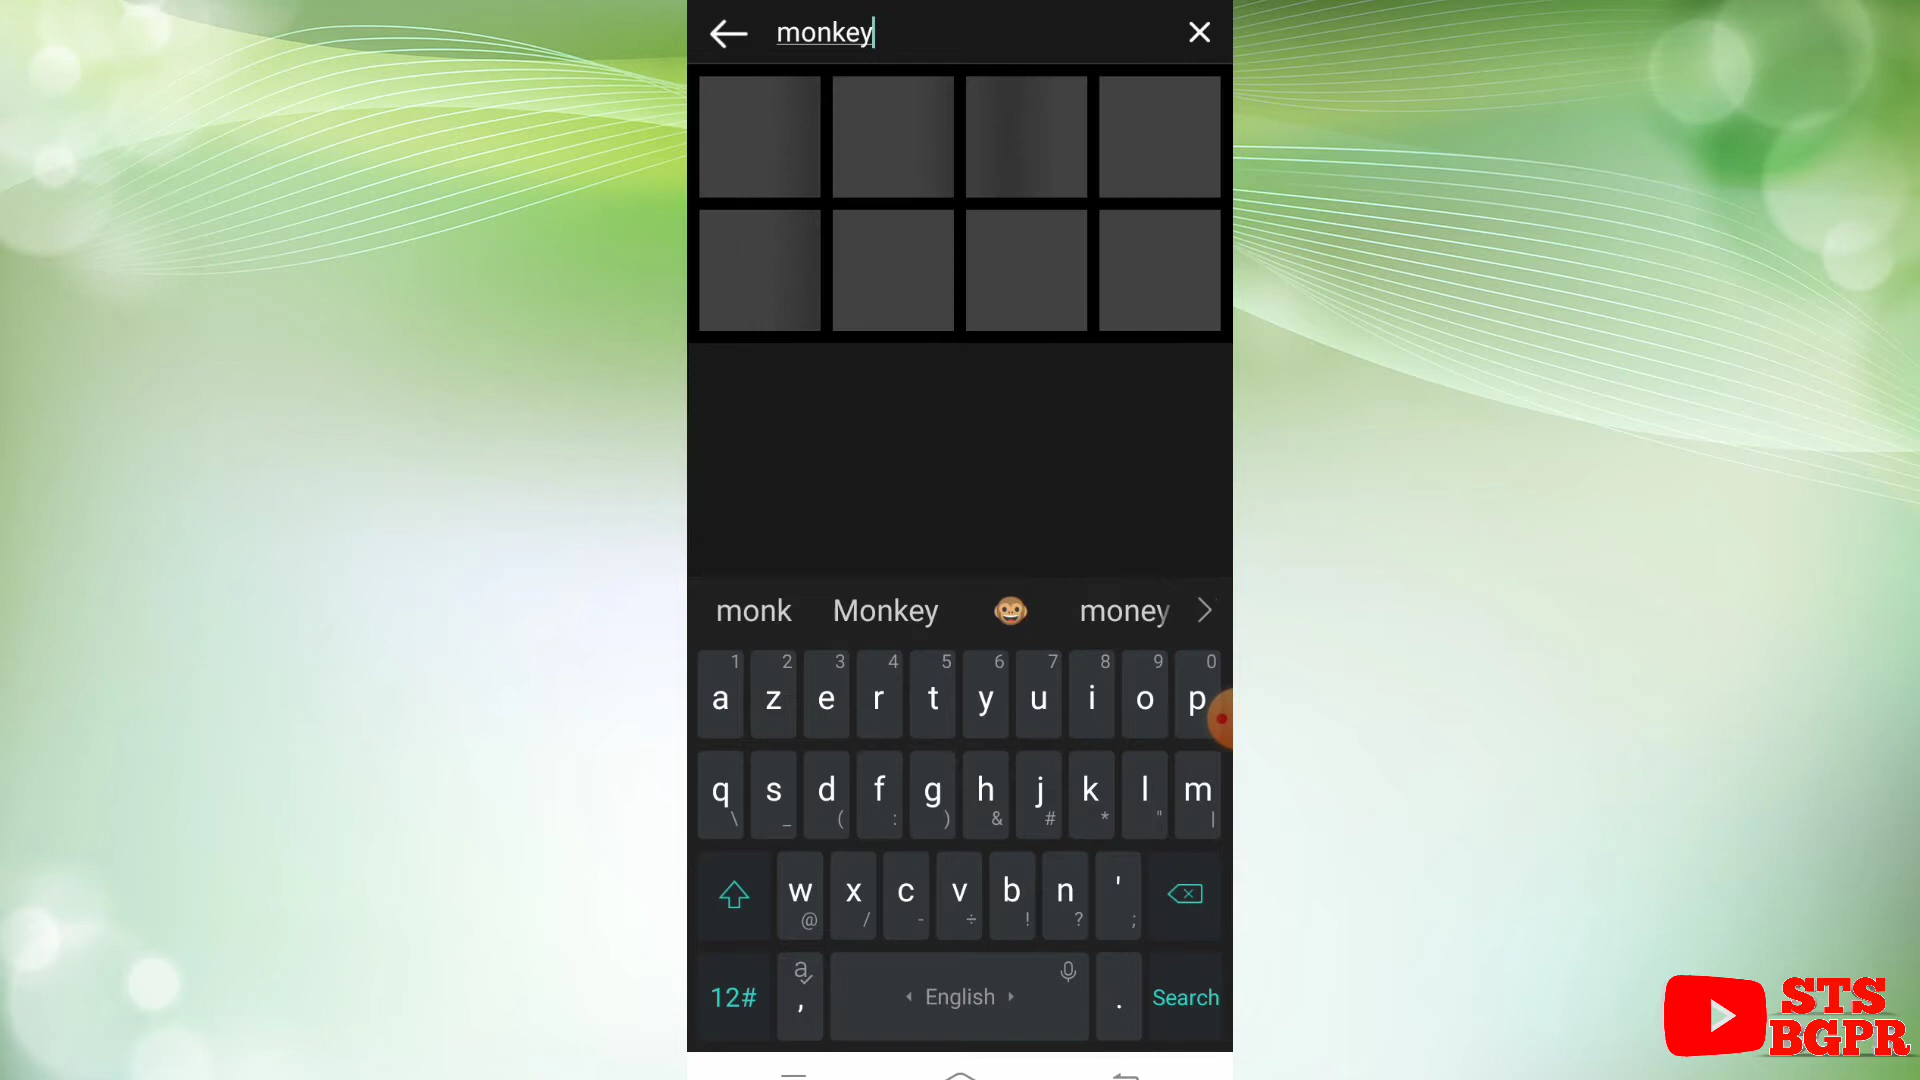 monkey
monk Monkey money
1 2 3 4 5 6 7 8 9 0
a z e r t y u i o p
q s d f g h j k l m
\ _ ( : ) & # * " |
w x c v b n '
@ / - ÷ ! ? ;
12# a , English . Search
STS
BGPR